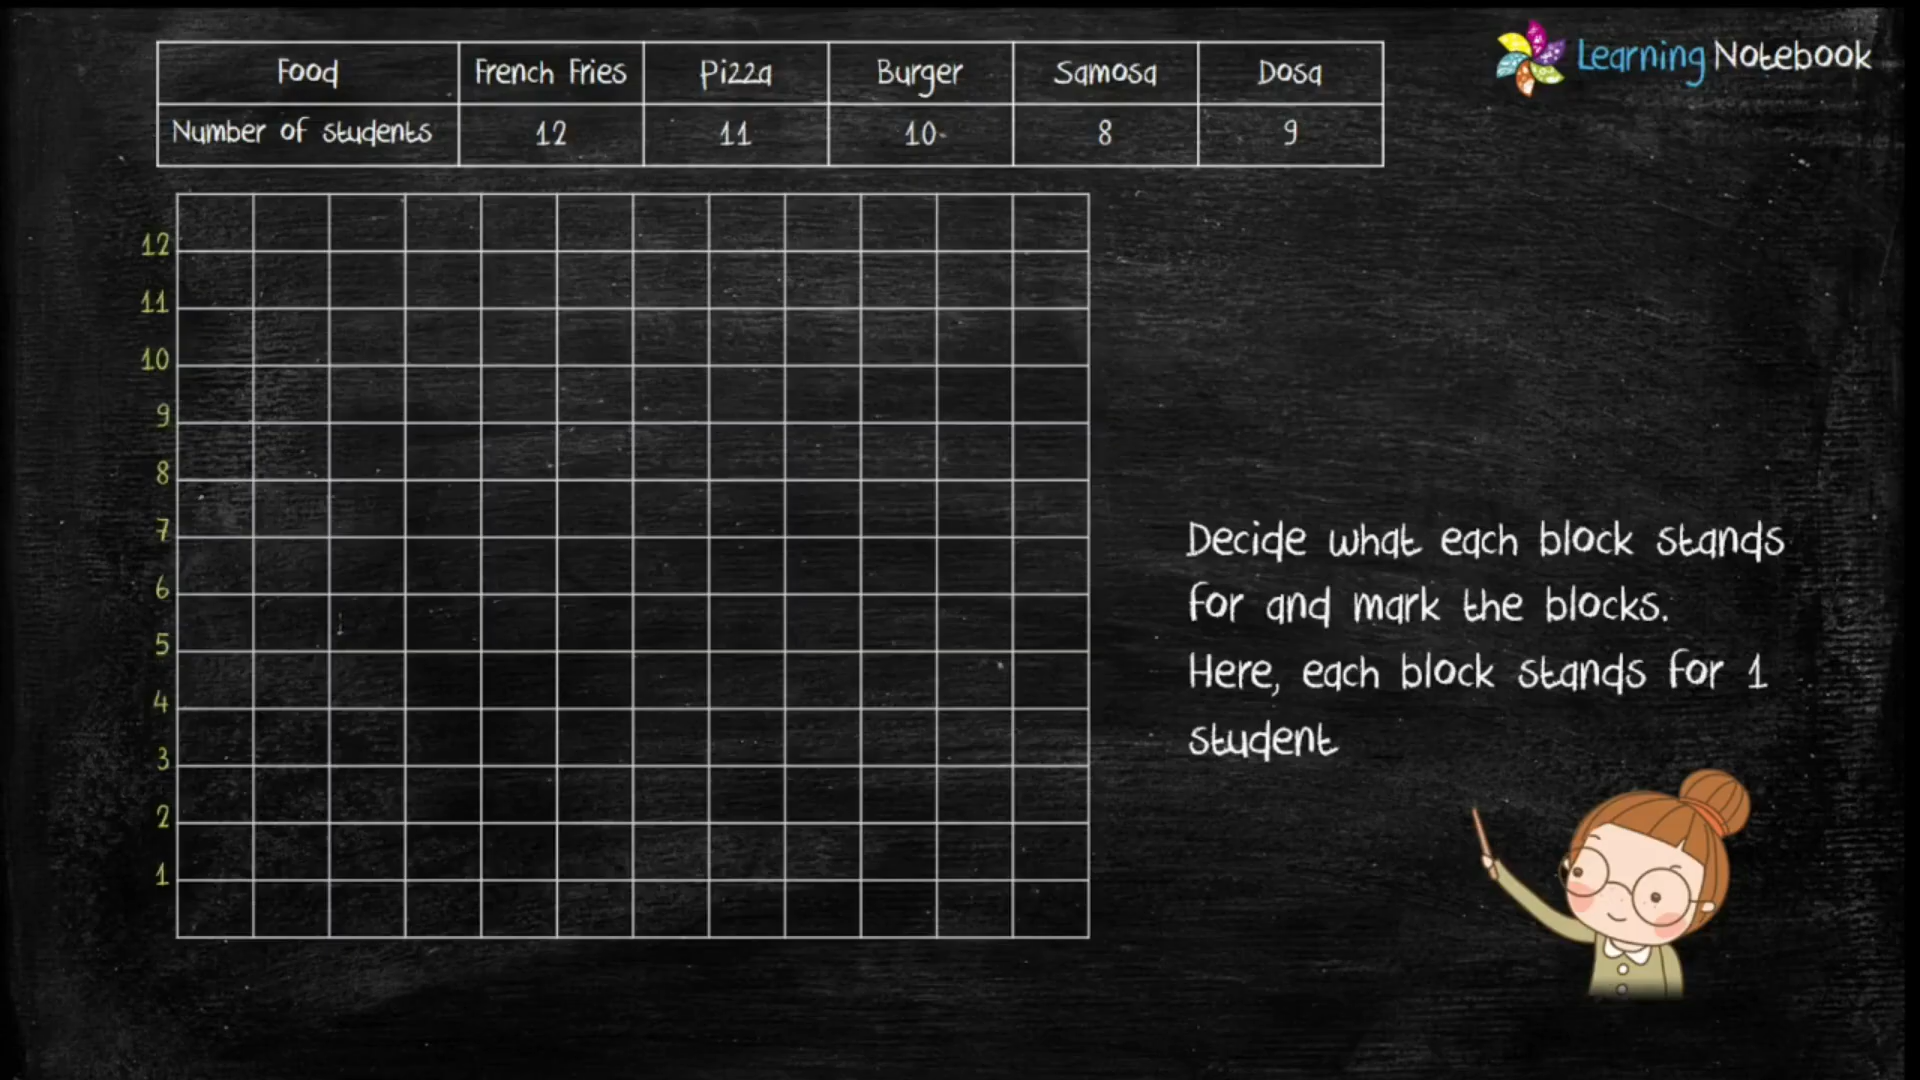 Learning Notebook
Food French Fries Pizza Burger Samosa Dosa
Number of students 12 11 10 8 9
12
11
10
9
8
7
6
5
4
3
2
1
Decide what each block stands
for and mark the blocks.
Here, each block stands for 1
student